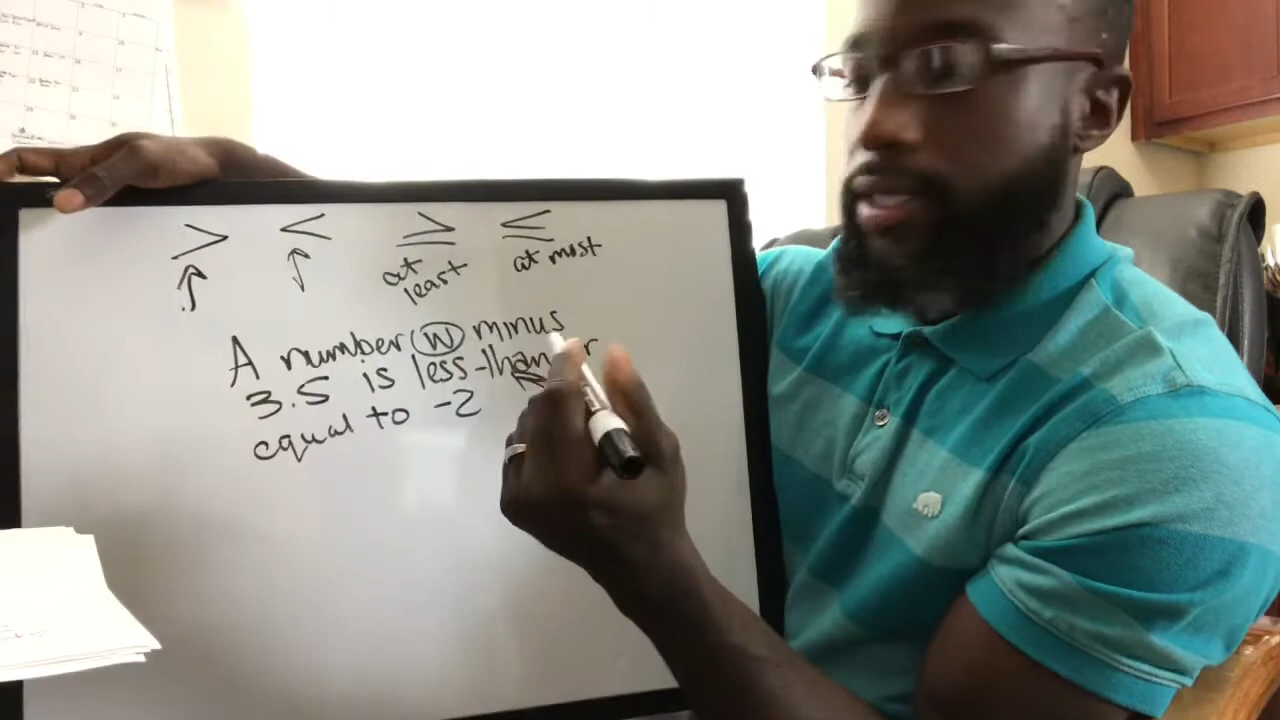 > < ≥ ≤
at least
at most
A number w minus
3.5 is less-than
equal to -2